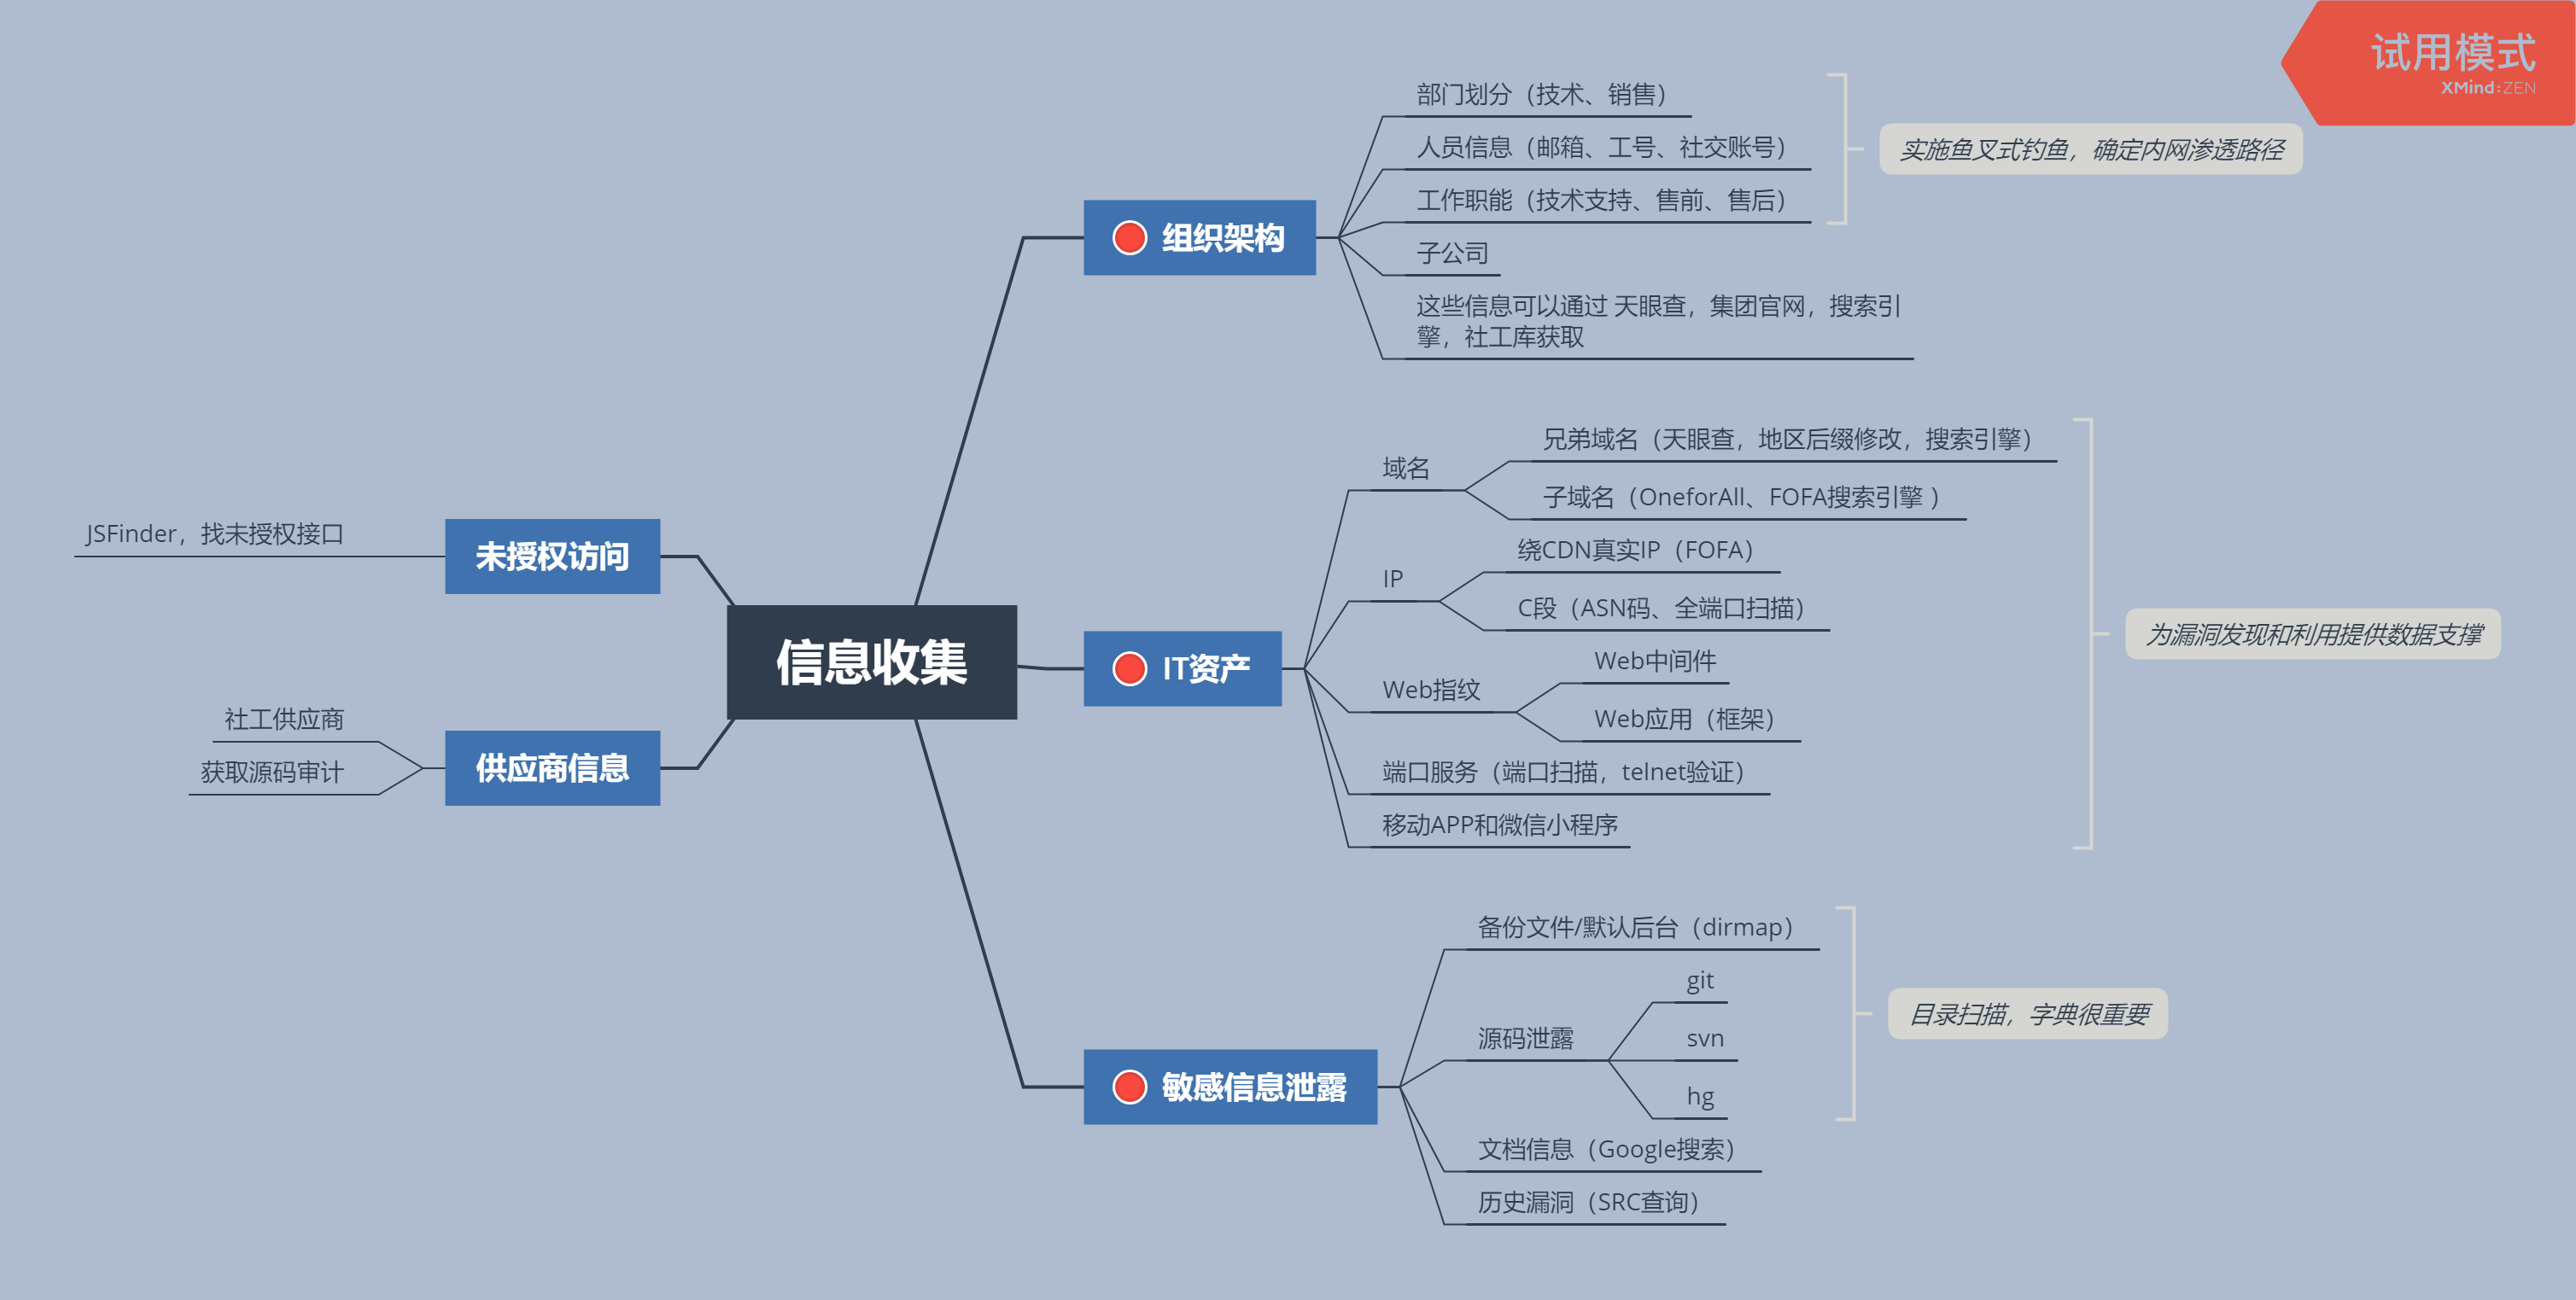 试用模式
XMind:ZEN
信息收集
组织架构
部门划分（技术、销售）
人员信息（邮箱、工号、社交账号）
工作职能（技术支持、售前、售后）
实施鱼叉式钓鱼，确定内网渗透路径
子公司
这些信息可以通过 天眼查，集团官网，搜索引
擎，社工库获取
IT资产
域名
兄弟域名（天眼查，地区后缀修改，搜索引擎）
子域名（OneforAll、FOFA搜索引擎 ）
IP
绕CDN真实IP（FOFA）
C段（ASN码、全端口扫描）
Web指纹
Web中间件
Web应用（框架）
端口服务（端口扫描，telnet验证）
移动APP和微信小程序
为漏洞发现和利用提供数据支撑
敏感信息泄露
备份文件/默认后台（dirmap）
源码泄露
git
svn
hg
目录扫描，字典很重要
文档信息（Google搜索）
历史漏洞（SRC查询）
未授权访问
JSFinder，找未授权接口
供应商信息
社工供应商
获取源码审计